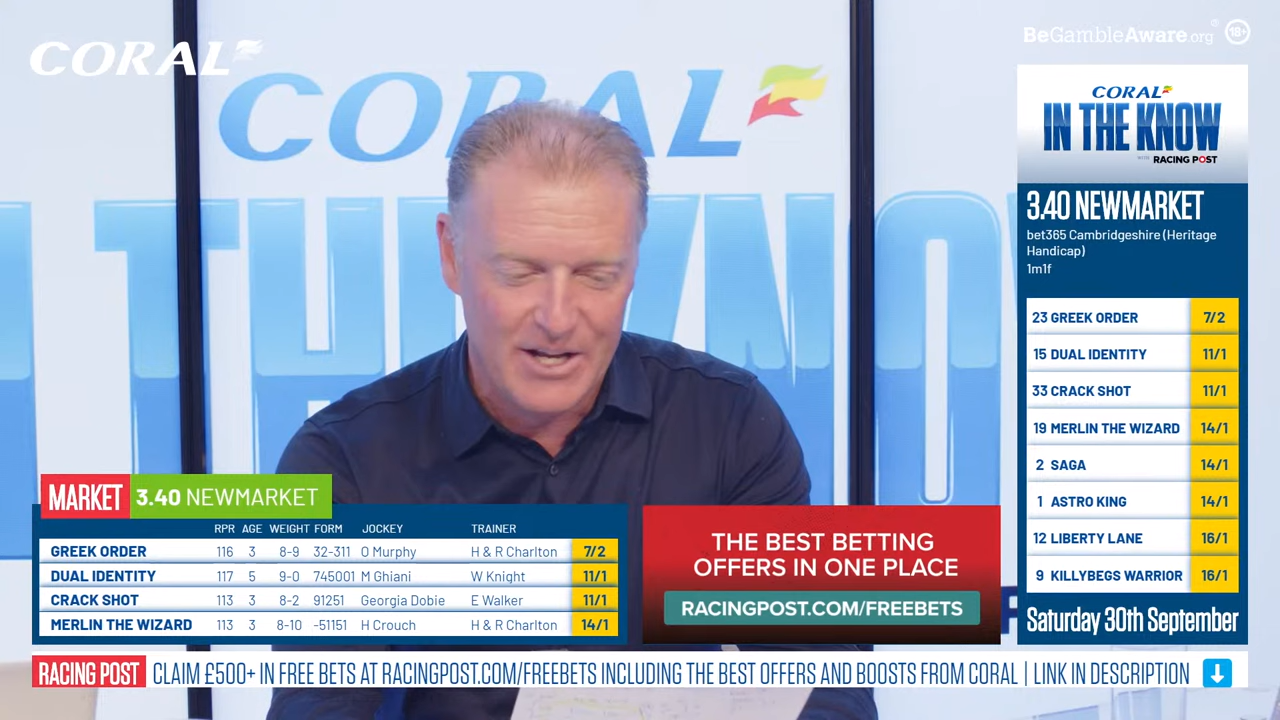 CORAL
BeGambleAware.org® 18+
CORAL
THE KNO
CORAL
IN THE KNOW
WITH RACING POST
3.40 NEWMARKET
bet365 Cambridgeshire (Heritage
Handicap)
1m1f
23 GREEK ORDER 7/2
15 DUAL IDENTITY 11/1
33 CRACK SHOT 11/1
19 MERLIN THE WIZARD 14/1
2 SAGA 14/1
1 ASTRO KING 14/1
12 LIBERTY LANE 16/1
9 KILLYBEGS WARRIOR 16/1
Saturday 30th September
MARKET 3.40 NEWMARKET
RPR AGE WEIGHT FORM JOCKEY TRAINER
GREEK ORDER 116 3 8-9 32-311 O Murphy H & R Charlton 7/2
DUAL IDENTITY 117 5 9-0 745001 M Ghiani W Knight 11/1
CRACK SHOT 113 3 8-2 91251 Georgia Dobie E Walker 11/1
MERLIN THE WIZARD 113 3 8-10 -51151 H Crouch H & R Charlton 14/1
THE BEST BETTING
OFFERS IN ONE PLACE
RACINGPOST.COM/FREEBETS
RACING POST CLAIM £500+ IN FREE BETS AT RACINGPOST.COM/FREEBETS INCLUDING THE BEST OFFERS AND BOOSTS FROM CORAL | LINK IN DESCRIPTION